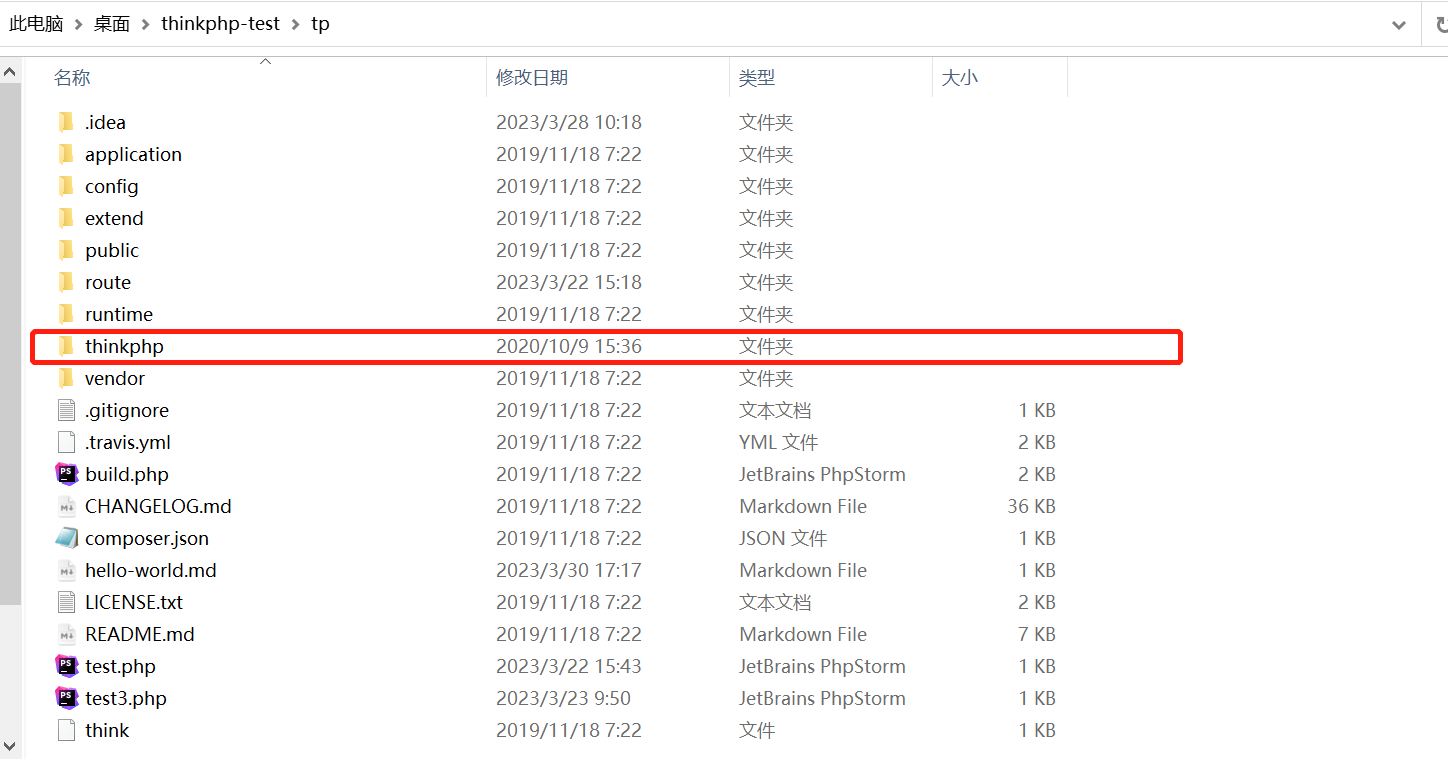 此电脑 > 桌面 > thinkphp-test > tp
名称 修改日期 类型 大小
.idea 2023/3/28 10:18 文件夹
application 2019/11/18 7:22 文件夹
config 2019/11/18 7:22 文件夹
extend 2019/11/18 7:22 文件夹
public 2019/11/18 7:22 文件夹
route 2023/3/22 15:18 文件夹
runtime 2019/11/18 7:22 文件夹
thinkphp 2020/10/9 15:36 文件夹
vendor 2019/11/18 7:22 文件夹
.gitignore 2019/11/18 7:22 文本文档 1 KB
.travis.yml 2019/11/18 7:22 YML 文件 2 KB
build.php 2019/11/18 7:22 JetBrains PhpStorm 2 KB
CHANGELOG.md 2019/11/18 7:22 Markdown File 36 KB
composer.json 2019/11/18 7:22 JSON 文件 1 KB
hello-world.md 2023/3/30 17:17 Markdown File 1 KB
LICENSE.txt 2019/11/18 7:22 文本文档 2 KB
README.md 2019/11/18 7:22 Markdown File 7 KB
test.php 2023/3/22 15:43 JetBrains PhpStorm 1 KB
test3.php 2023/3/23 9:50 JetBrains PhpStorm 1 KB
think 2019/11/18 7:22 文件 1 KB